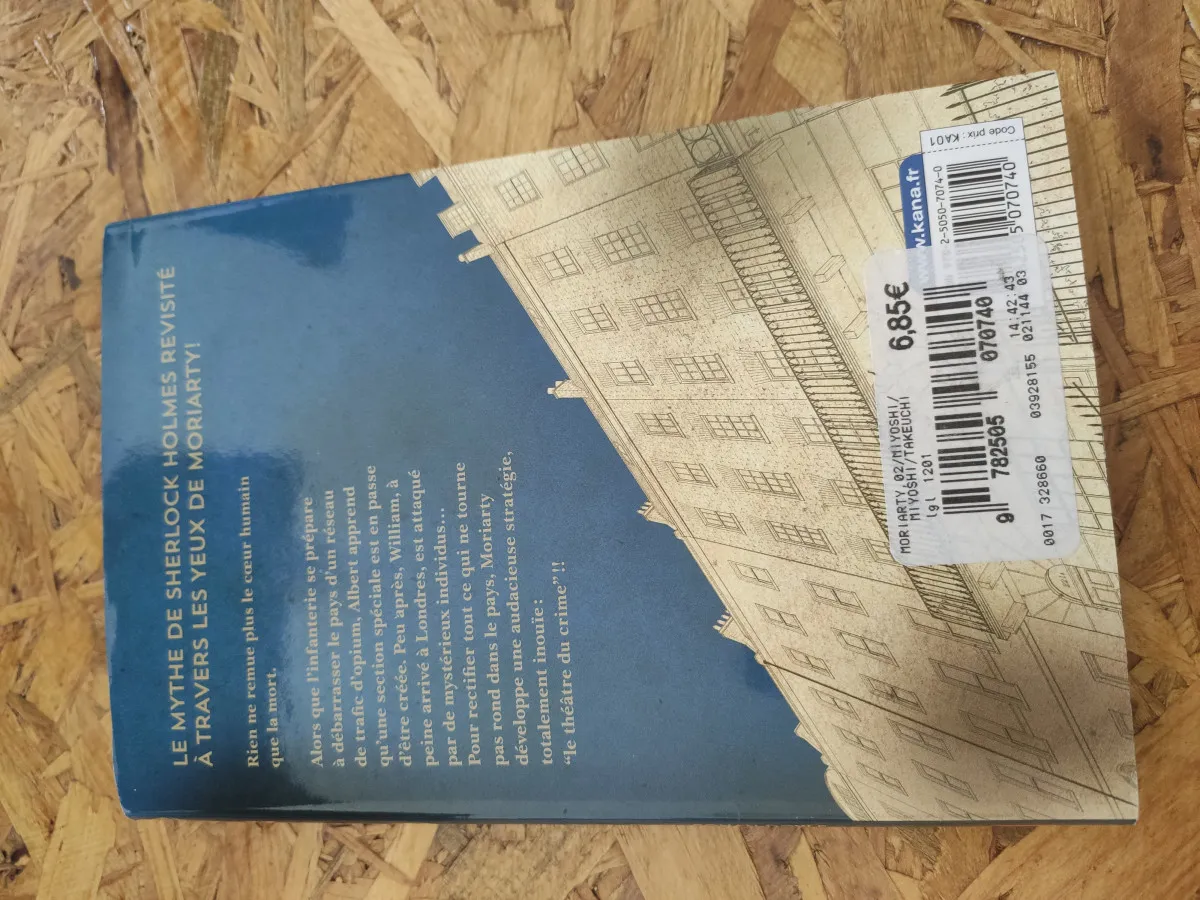 LE MYTHE DE SHERLOCK HOLMES REVISITÉ
À TRAVERS LES YEUX DE MORIARTY!
Rien ne remue plus le cœur humain
que la mort.
Alors que l'infanterie se prépare
à débarrasser le pays d'un réseau
de trafic d'opium, Albert apprend
qu'une section spéciale est en passe
d'être créée. Peu après, William, à
peine arrivé à Londres, est attaqué
par de mystérieux individus...
Pour rectifier tout ce qui ne tourne
pas rond dans le pays, Moriarty
développe une audacieuse stratégie,
totalement inouïe :
“le théâtre du crime”!!
6,85€
MORIARTY 02/MIYOSHI/
MIYOSHI/TAKEUCHI
lgl 1201
9 782505 070740
14:42:43
03928155 021144 03
0017 328660
.kana.fr
Code prix : KA01
2-5050-7074-0
5 070740